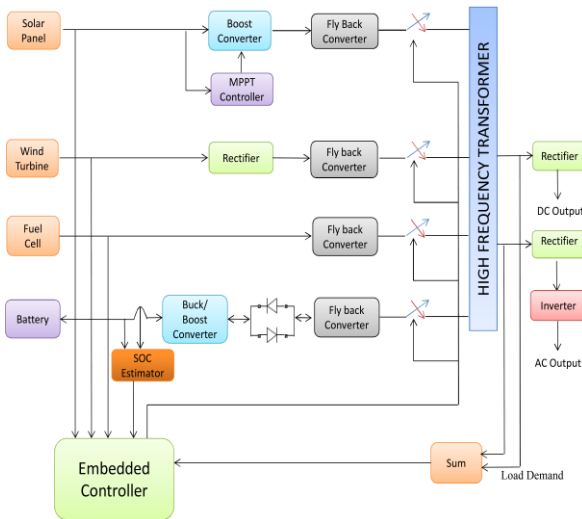 Solar
Panel
Boost
Converter
Fly Back
Converter
MPPT
Controller
HIGH FREQUENCY TRANSFORMER
Wind
Turbine
Rectifier
Fly back
Converter
Rectifier
DC Output
Fuel
Cell
Fly back
Converter
Rectifier
Battery
Buck/
Boost
Converter
Fly back
Converter
Inverter
SOC
Estimator
AC Output
Embedded
Controller
Sum
Load Demand